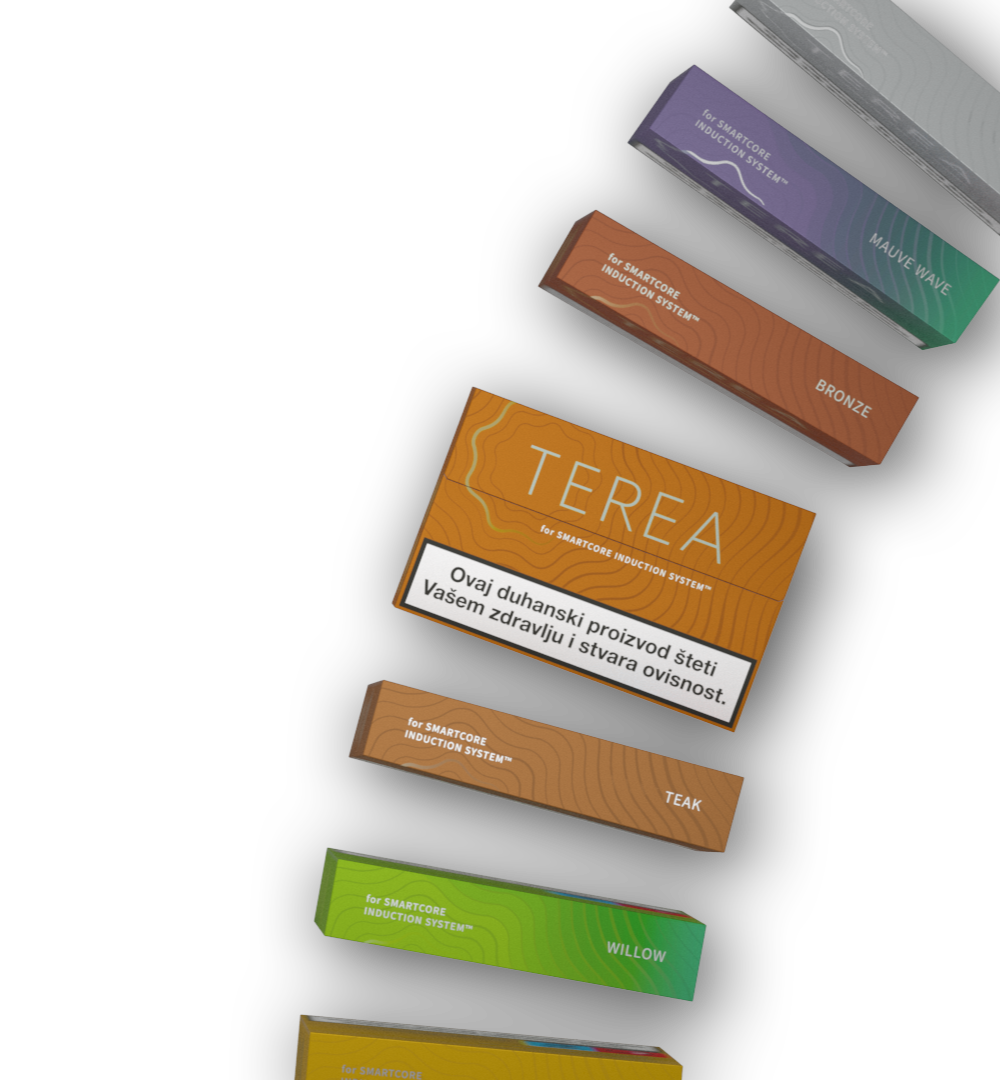 for SMARTCORE
INDUCTION SYSTEM™
MAUVE WAVE
for SMARTCORE
INDUCTION SYSTEM™
BRONZE
TEREA
for SMARTCORE INDUCTION SYSTEM™
Ovaj duhanski proizvod šteti
Vašem zdravlju i stvara ovisnost.
for SMARTCORE
INDUCTION SYSTEM™
TEAK
for SMARTCORE
INDUCTION SYSTEM™
WILLOW
for SMARTCORE